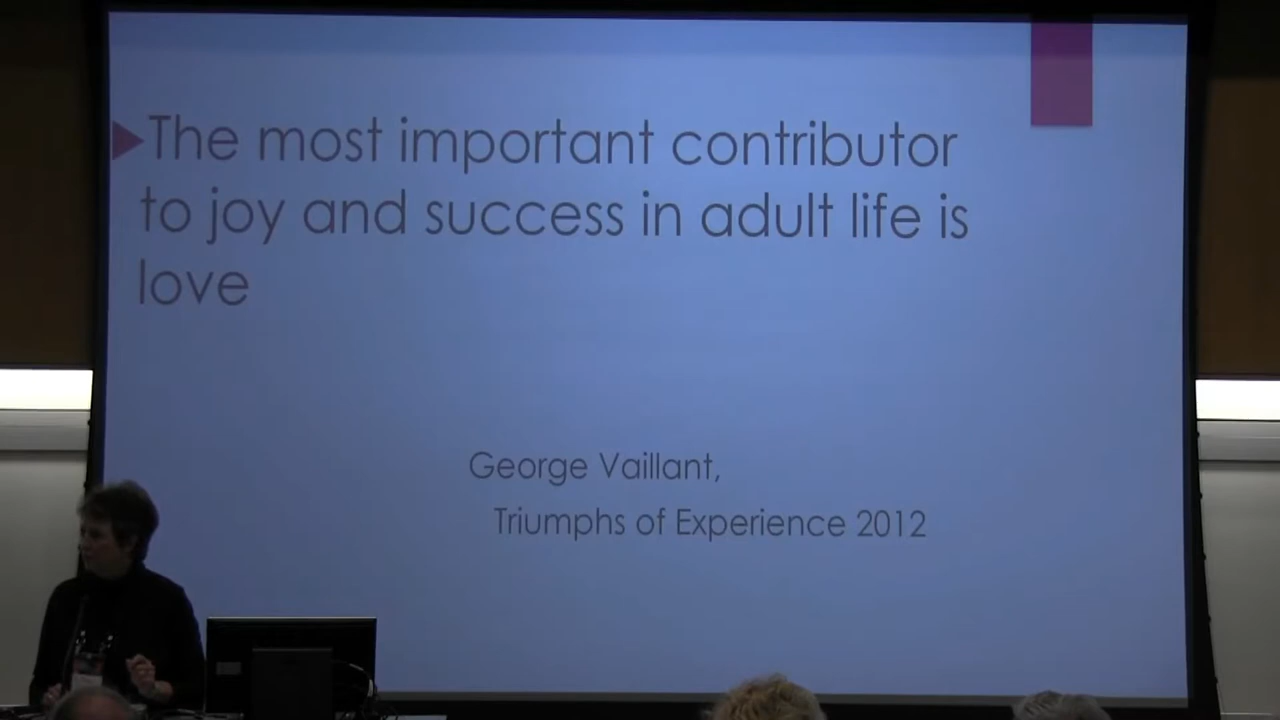 The most important contributor
to joy and success in adult life is
love
George Vaillant,
Triumphs of Experience 2012